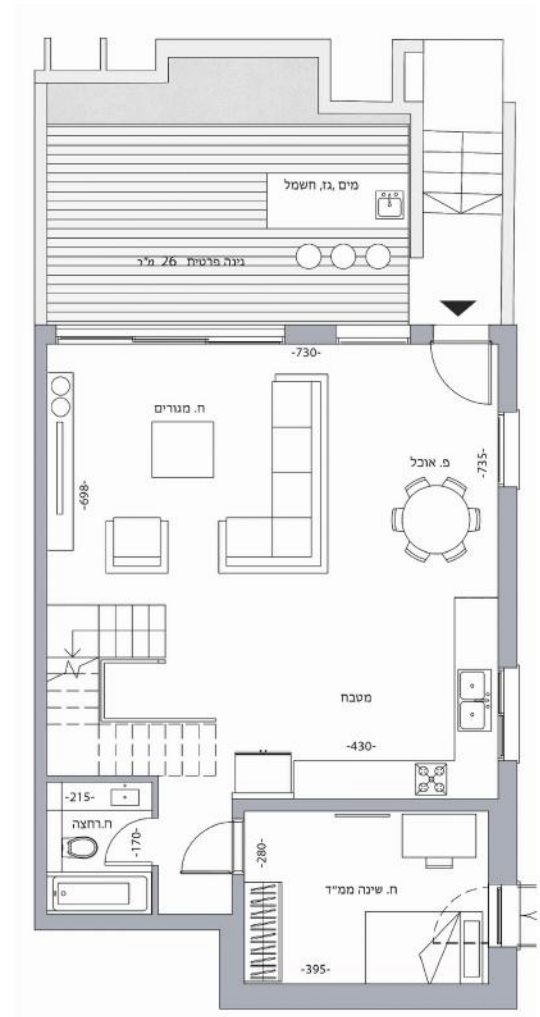 מים ,גז, חשמל
גינה פרטית 26 מ"ר
-730-
ח. מגורים
פ. אוכל
-735-
-698-
מטבח
-430-
-215-
ח.רחצה
-170-
-280-
ח. שינה ממ"ד
-395-